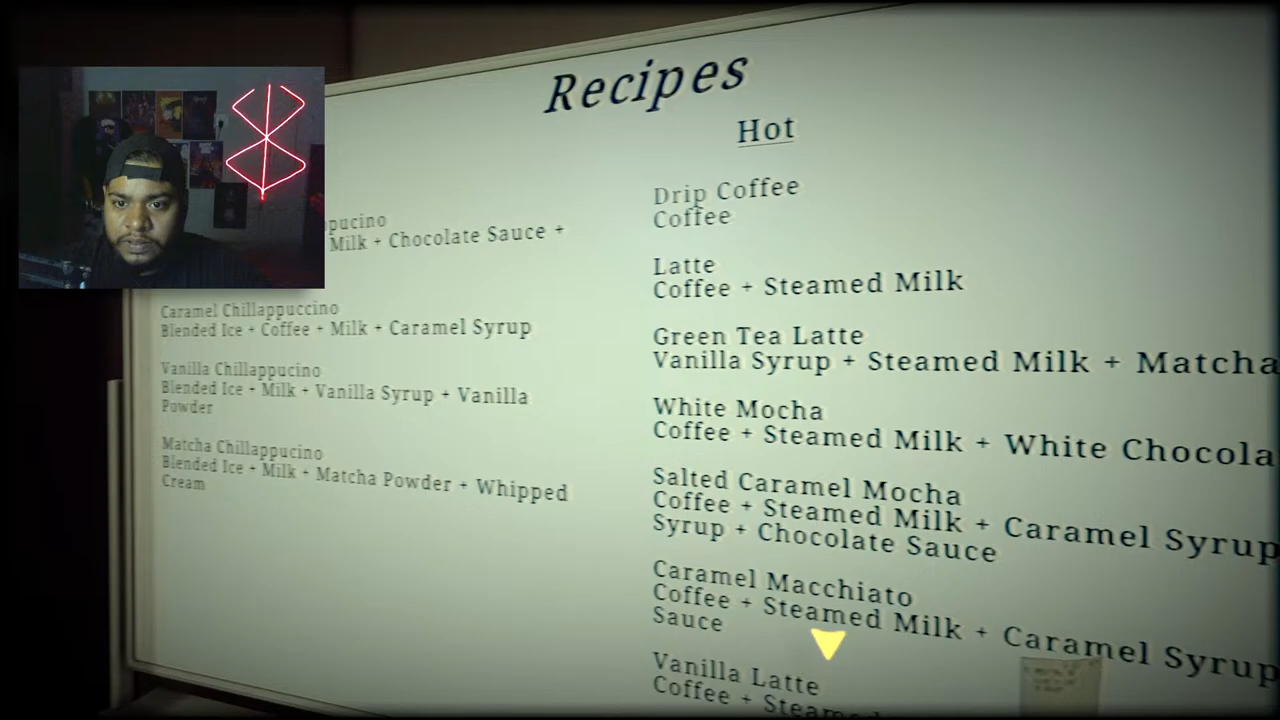 Recipes
Hot
Milk + Chocolate Sauce +
Caramel Chillappuccino
Blended Ice + Coffee + Milk + Caramel Syrup
Vanilla Chillappucino
Blended Ice + Milk + Vanilla Syrup + Vanilla
Powder
Matcha Chillappucino
Blended Ice + Milk + Matcha Powder + Whipped
Cream
Drip Coffee
Coffee
Latte
Coffee + Steamed Milk
Green Tea Latte
Vanilla Syrup + Steamed Milk + Matcha
White Mocha
Coffee + Steamed Milk + White Chocola
Salted Caramel Mocha
Coffee + Steamed Milk + Caramel Syrup
Syrup + Chocolate Sauce
Caramel Macchiato
Coffee + Steamed Milk + Caramel Syrup
Sauce
Vanilla Latte
Coffee + Steamed